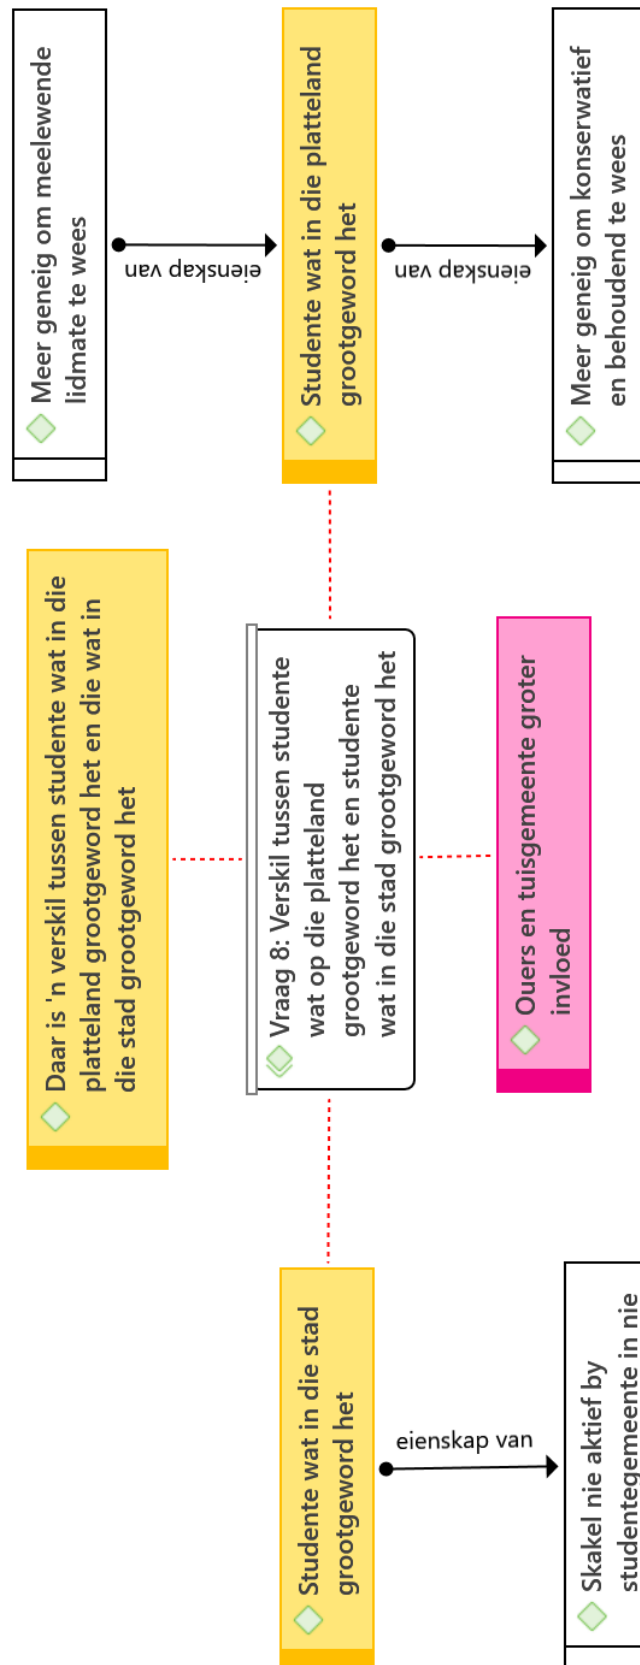 Meer geneig om meelewende
lidmate te wees
eienskap van
Studente wat in die platteland
grootgeword het
eienskap van
Meer geneig om konserwatief
en behoudend te wees
Daar is 'n verskil tussen studente wat in die
platteland grootgeword het en die wat in
die stad grootgeword het
Vraag 8: Verskil tussen studente
wat op die platteland
grootgeword het en studente
wat in die stad grootgeword het
Ouers en tuisgemeente groter
invloed
Studente wat in die stad
grootgeword het
eienskap van
Skakel nie aktief by
studentegemeente in nie